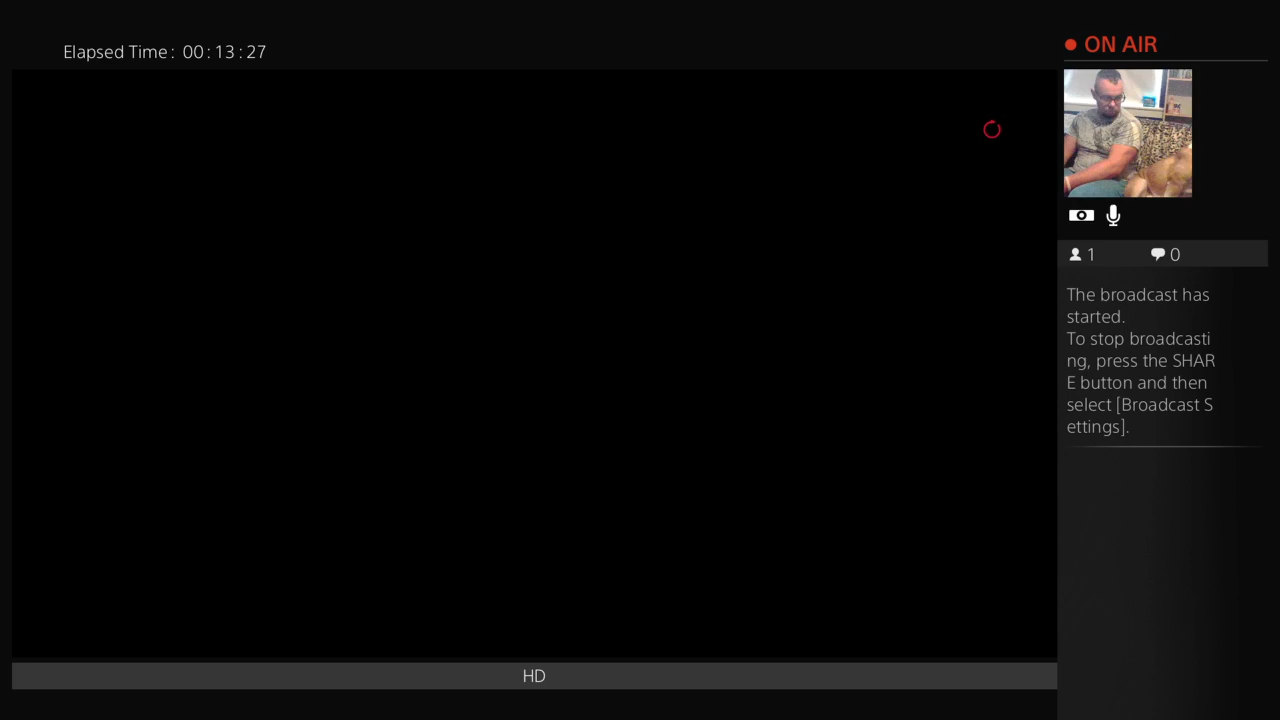 Elapsed Time: 00:13:27
ON AIR
1
0
The broadcast has
started.
To stop broadcasti
ng, press the SHAR
E button and then
select [Broadcast S
ettings].
HD